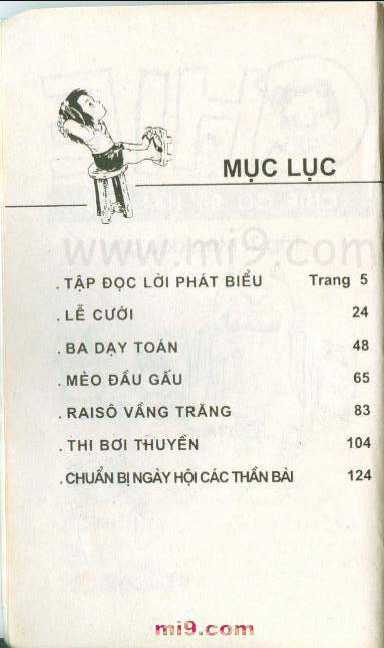 MỤC LỤC
www.mi9.com
. TẬP ĐỌC LỜI PHÁT BIỂU Trang 5
. LỄ CƯỚI 24
. BA DẠY TOÁN 48
. MÈO ĐẦU GẤU 65
. RAISÔ VẦNG TRĂNG 83
. THI BƠI THUYỀN 104
. CHUẨN BỊ NGÀY HỘI CÁC THẦN BÀI 124
mi9.com